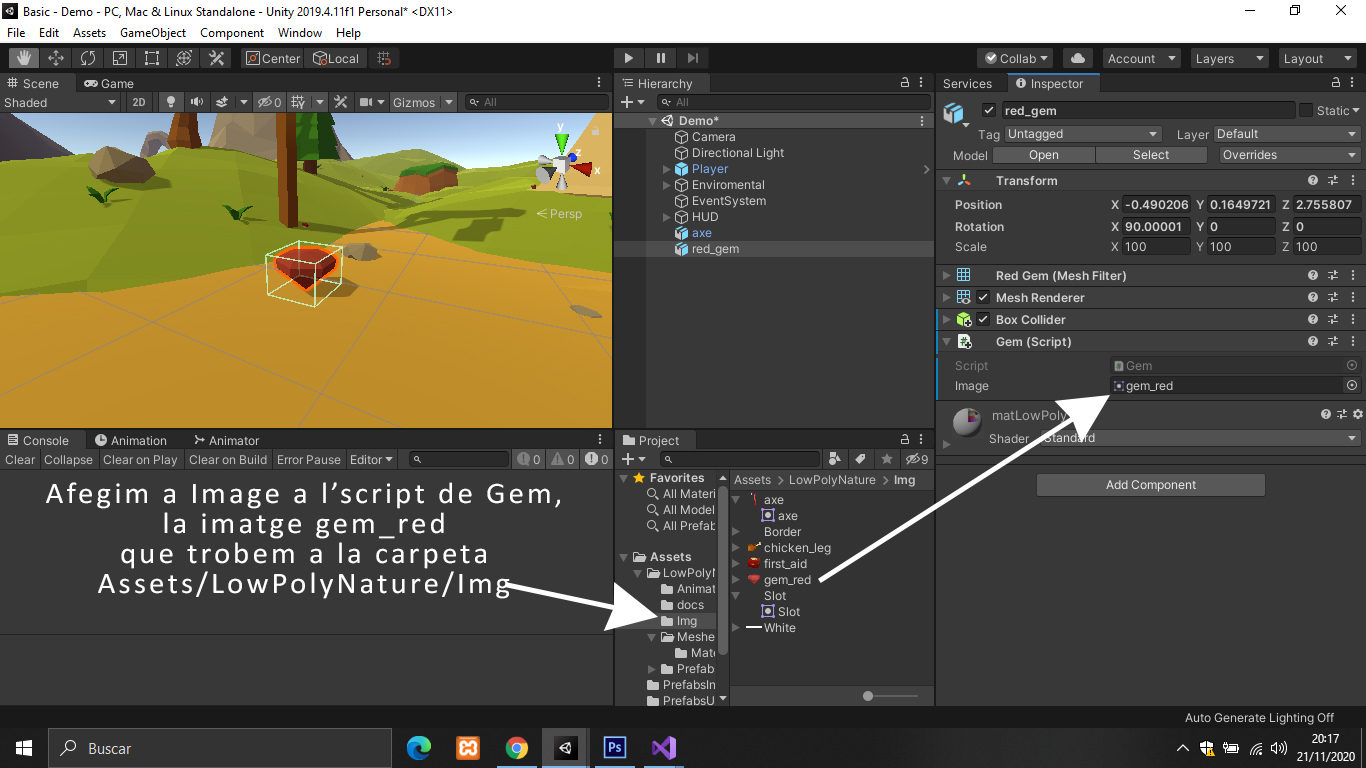 Basic - Demo - PC, Mac & Linux Standalone - Unity 2019.4.11f1 Personal* <DX11>
File Edit Assets GameObject Component Window Help
Center Local
Collab Account Layers Layout
Scene Game
Shaded 2D 0 Gizmos All
y
x
z
Persp
Hierarchy
All
Demo*
Camera
Directional Light
Player
Enviromental
EventSystem
HUD
axe
red_gem
Services Inspector
red_gem Static
Tag Untagged Layer Default
Model Open Select Overrides
Transform
Position X -0.490206 Y 0.1649721 Z 2.755807
Rotation X 90.00001 Y 0 Z 0
Scale X 100 Y 100 Z 100
Red Gem (Mesh Filter)
Mesh Renderer
Box Collider
Gem (Script)
Script Gem
Image gem_red
matLowPoly
Shader Standard
Add Component
Console Animation Animator
Clear Collapse Clear on Play Clear on Build Error Pause Editor 0 0 0
Afegim a Image a l’script de Gem,
la imatge gem_red
que trobem a la carpeta
Assets/LowPolyNature/Img
Project
9
Favorites
All Materi
All Model
All Prefab
Assets
LowPolyN
Animat
docs
Img
Meshe
Mate
Prefab
PrefabsIn
PrefabsU
Assets LowPolyNature Img
axe
axe
Border
chicken_leg
first_aid
gem_red
Slot
Slot
White
Auto Generate Lighting Off
Buscar
Ps
20:17
21/11/2020